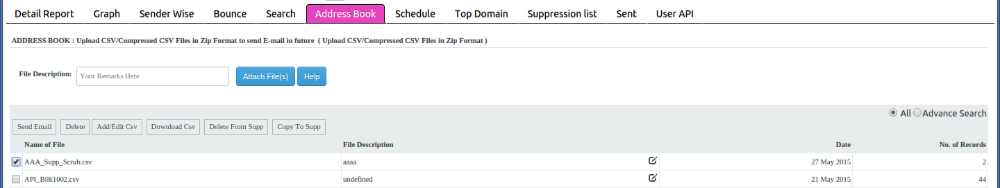 Detail Report Graph Sender Wise Bounce Search Address Book Schedule Top Domain Suppression list Sent User API
ADDRESS BOOK : Upload CSV/Compressed CSV Files in Zip Format to send E-mail in future ( Upload CSV/Compressed CSV Files in Zip Format )
File Description: Your Remarks Here Attach File(s) Help
All Advance Search
Send Email Delete Add/Edit Csv Download Csv Delete From Supp Copy To Supp
Name of File File Description Date No. of Records
AAA_Supp_Scrub.csv aaaa 27 May 2015 2
API_Bilk1002.csv undefined 21 May 2015 44